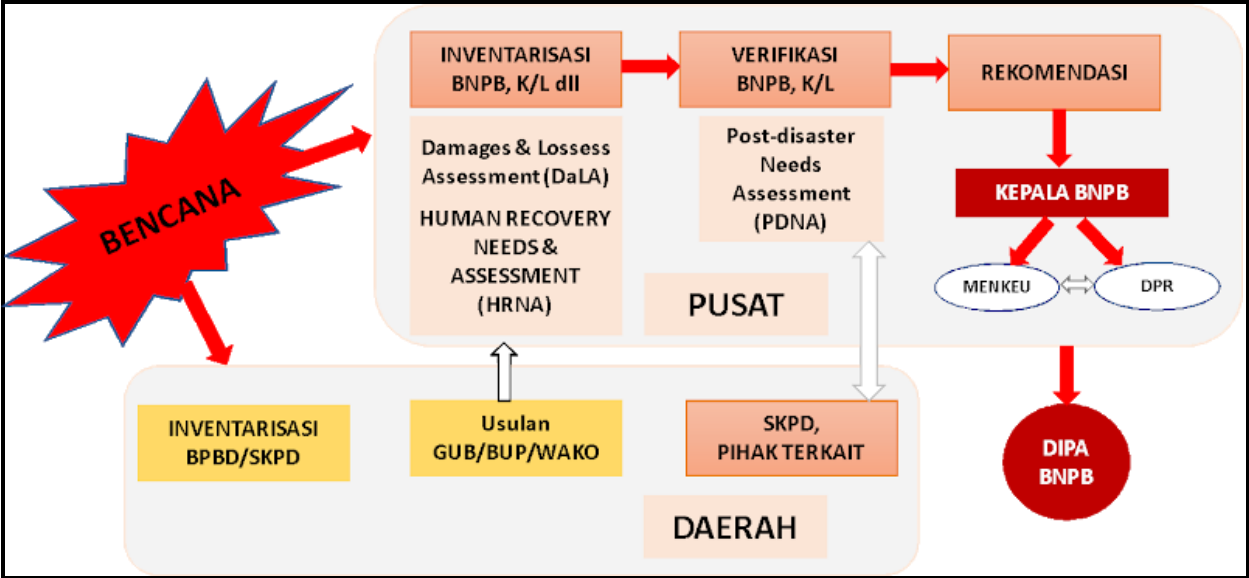 BENCANA
INVENTARISASI
BNPB, K/L dll
VERIFIKASI
BNPB, K/L
REKOMENDASI
Damages & Lossess
Assessment (DaLA)
HUMAN RECOVERY
NEEDS &
ASSESSMENT
(HRNA)
Post-disaster
Needs
Assessment
(PDNA)
KEPALA BNPB
MENKEU
DPR
PUSAT
INVENTARISASI
BPBD/SKPD
Usulan
GUB/BUP/WAKO
SKPD,
PIHAK TERKAIT
DAERAH
DIPA
BNPB